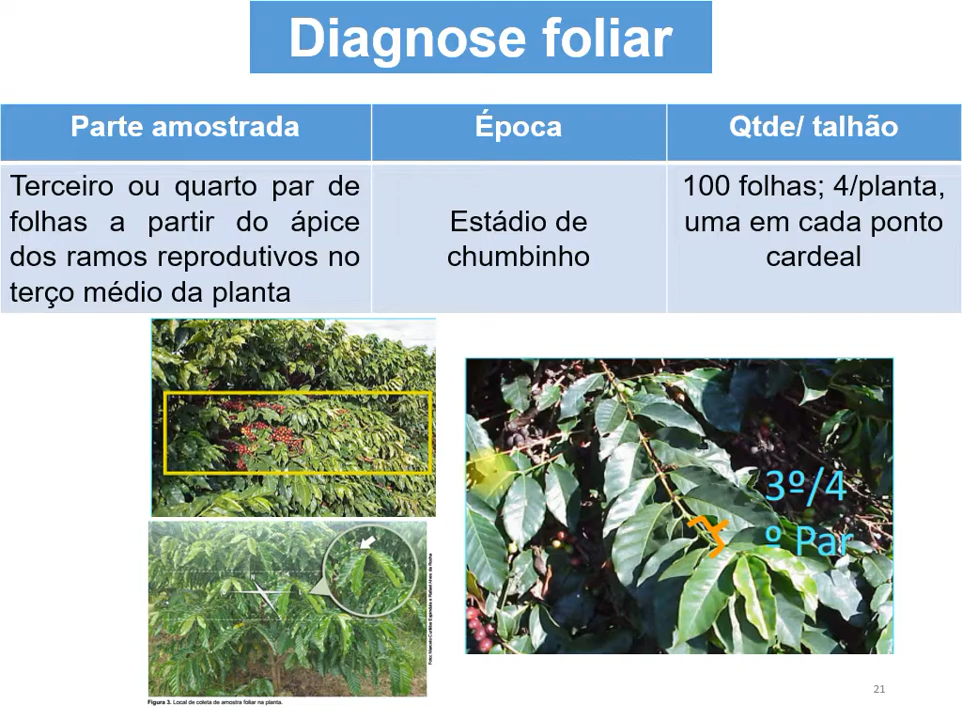 Diagnose foliar
Parte amostrada
Época
Qtde/ talhão
Terceiro ou quarto par de
folhas a partir do ápice
dos ramos reprodutivos no
terço médio da planta
Estádio de
chumbinho
100 folhas; 4/planta,
uma em cada ponto
cardeal
3º/4
º Par
Figura 3. Local de coleta de amostra foliar na planta.
21